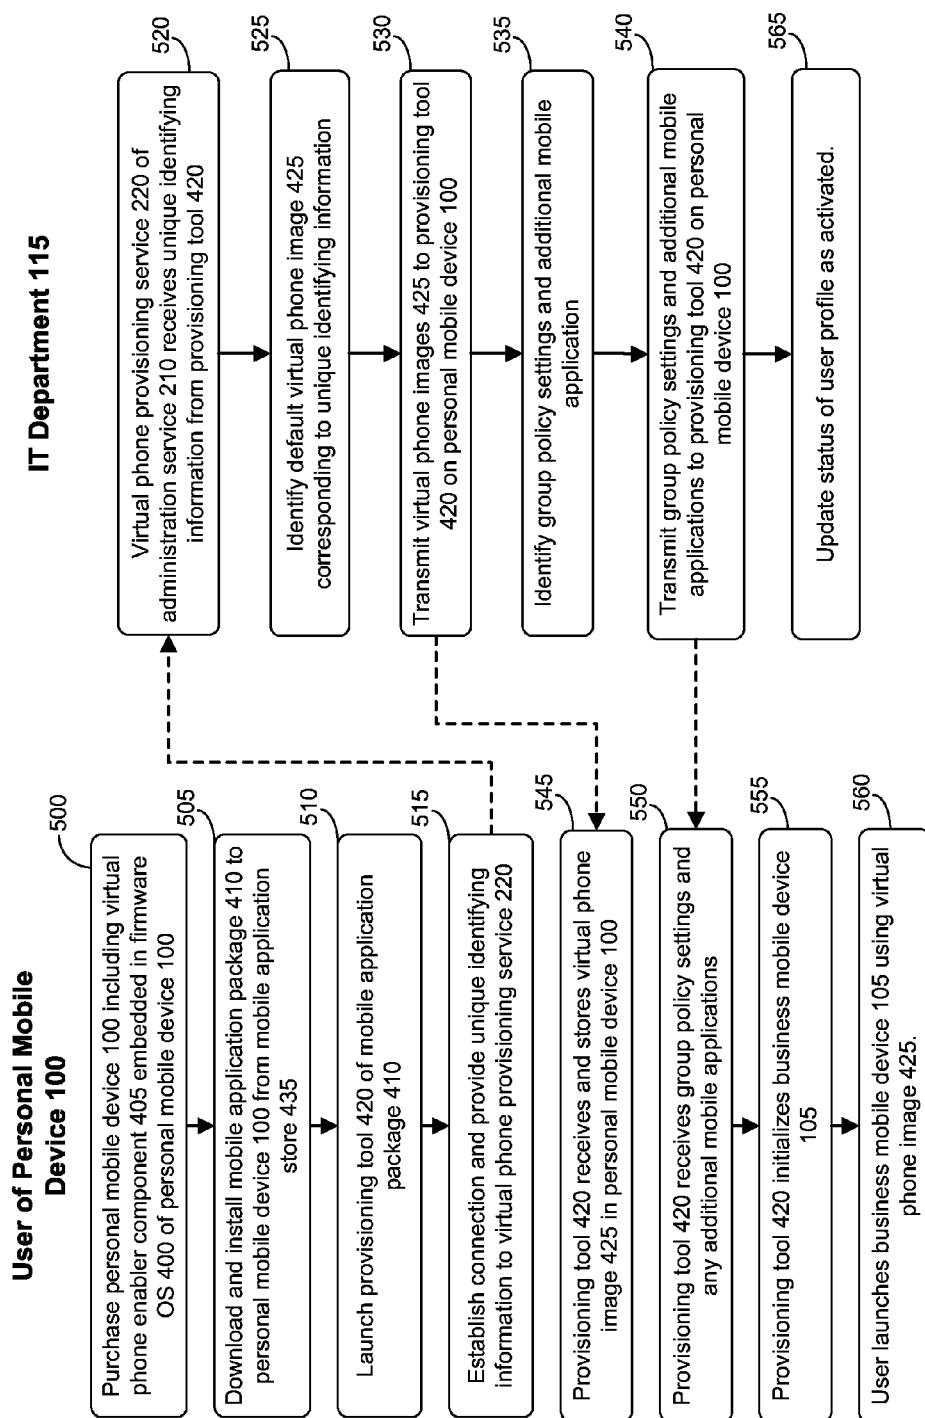 User of Personal Mobile
Device 100
500
Purchase personal mobile device 100 including virtual
phone enabler component 405 embedded in firmware
OS 400 of personal mobile device 100
505
Download and install mobile application package 410 to
personal mobile device 100 from mobile application
store 435
510
Launch provisioning tool 420 of mobile application
package 410
515
Establish connection and provide unique identifying
information to virtual phone provisioning service 220
545
Provisioning tool 420 receives and stores virtual phone
image 425 in personal mobile device 100
550
Provisioning tool 420 receives group policy settings and
any additional mobile applications
555
Provisioning tool 420 initializes business mobile device
105
560
User launches business mobile device 105 using virtual
phone image 425.
IT Department 115
520
Virtual phone provisioning service 220 of
administration service 210 receives unique identifying
information from provisioning tool 420
525
Identify default virtual phone image 425
corresponding to unique identifying information
530
Transmit virtual phone images 425 to provisioning tool
420 on personal mobile device 100
535
Identify group policy settings and additional mobile
application
540
Transmit group policy settings and additional mobile
applications to provisioning tool 420 on personal
mobile device 100
565
Update status of user profile as activated.